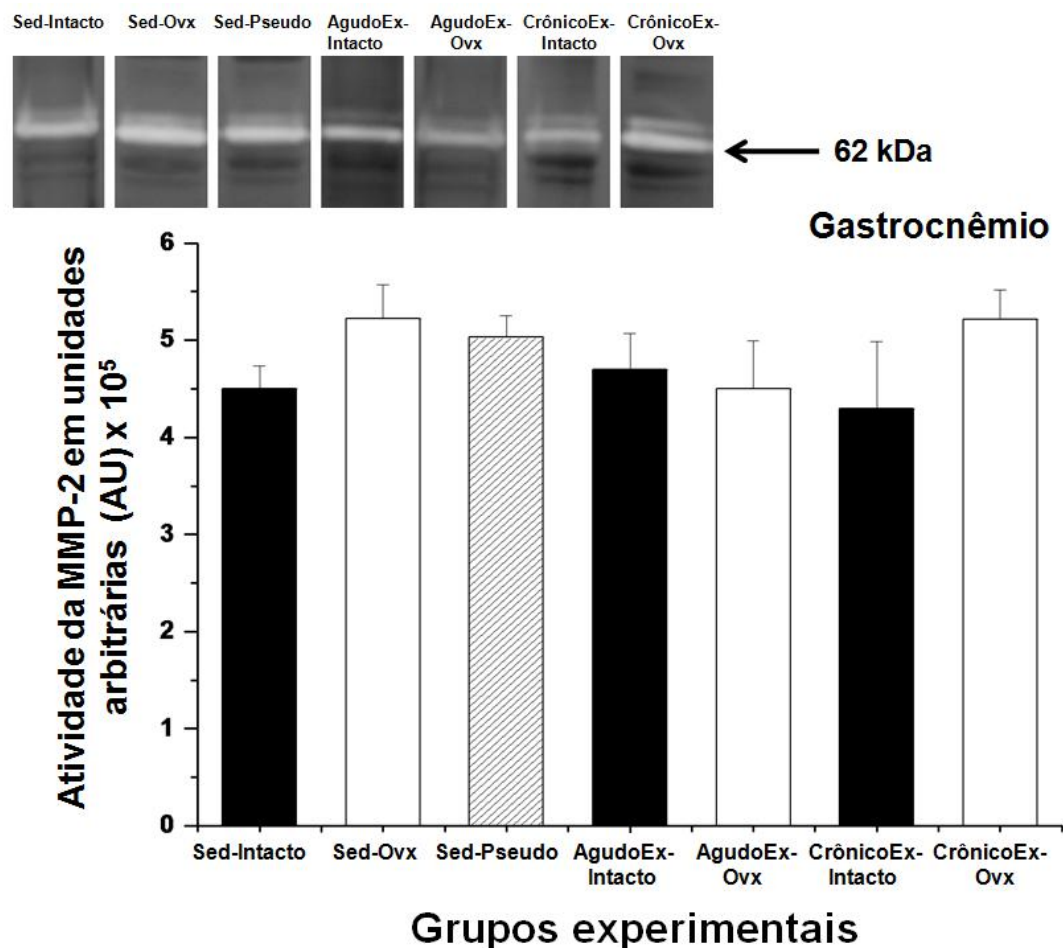 Sed-Intacto Sed-Ovx Sed-Pseudo AgudoEx-Intacto AgudoEx-Ovx CrônicoEx-Intacto CrônicoEx-Ovx
62 kDa
Gastrocnêmio
Atividade da MMP-2 em unidades
arbitrárias (AU) x 10⁵
6
5
4
3
2
1
0
Sed-Intacto Sed-Ovx Sed-Pseudo AgudoEx-Intacto AgudoEx-Ovx CrônicoEx-Intacto CrônicoEx-Ovx
Grupos experimentais